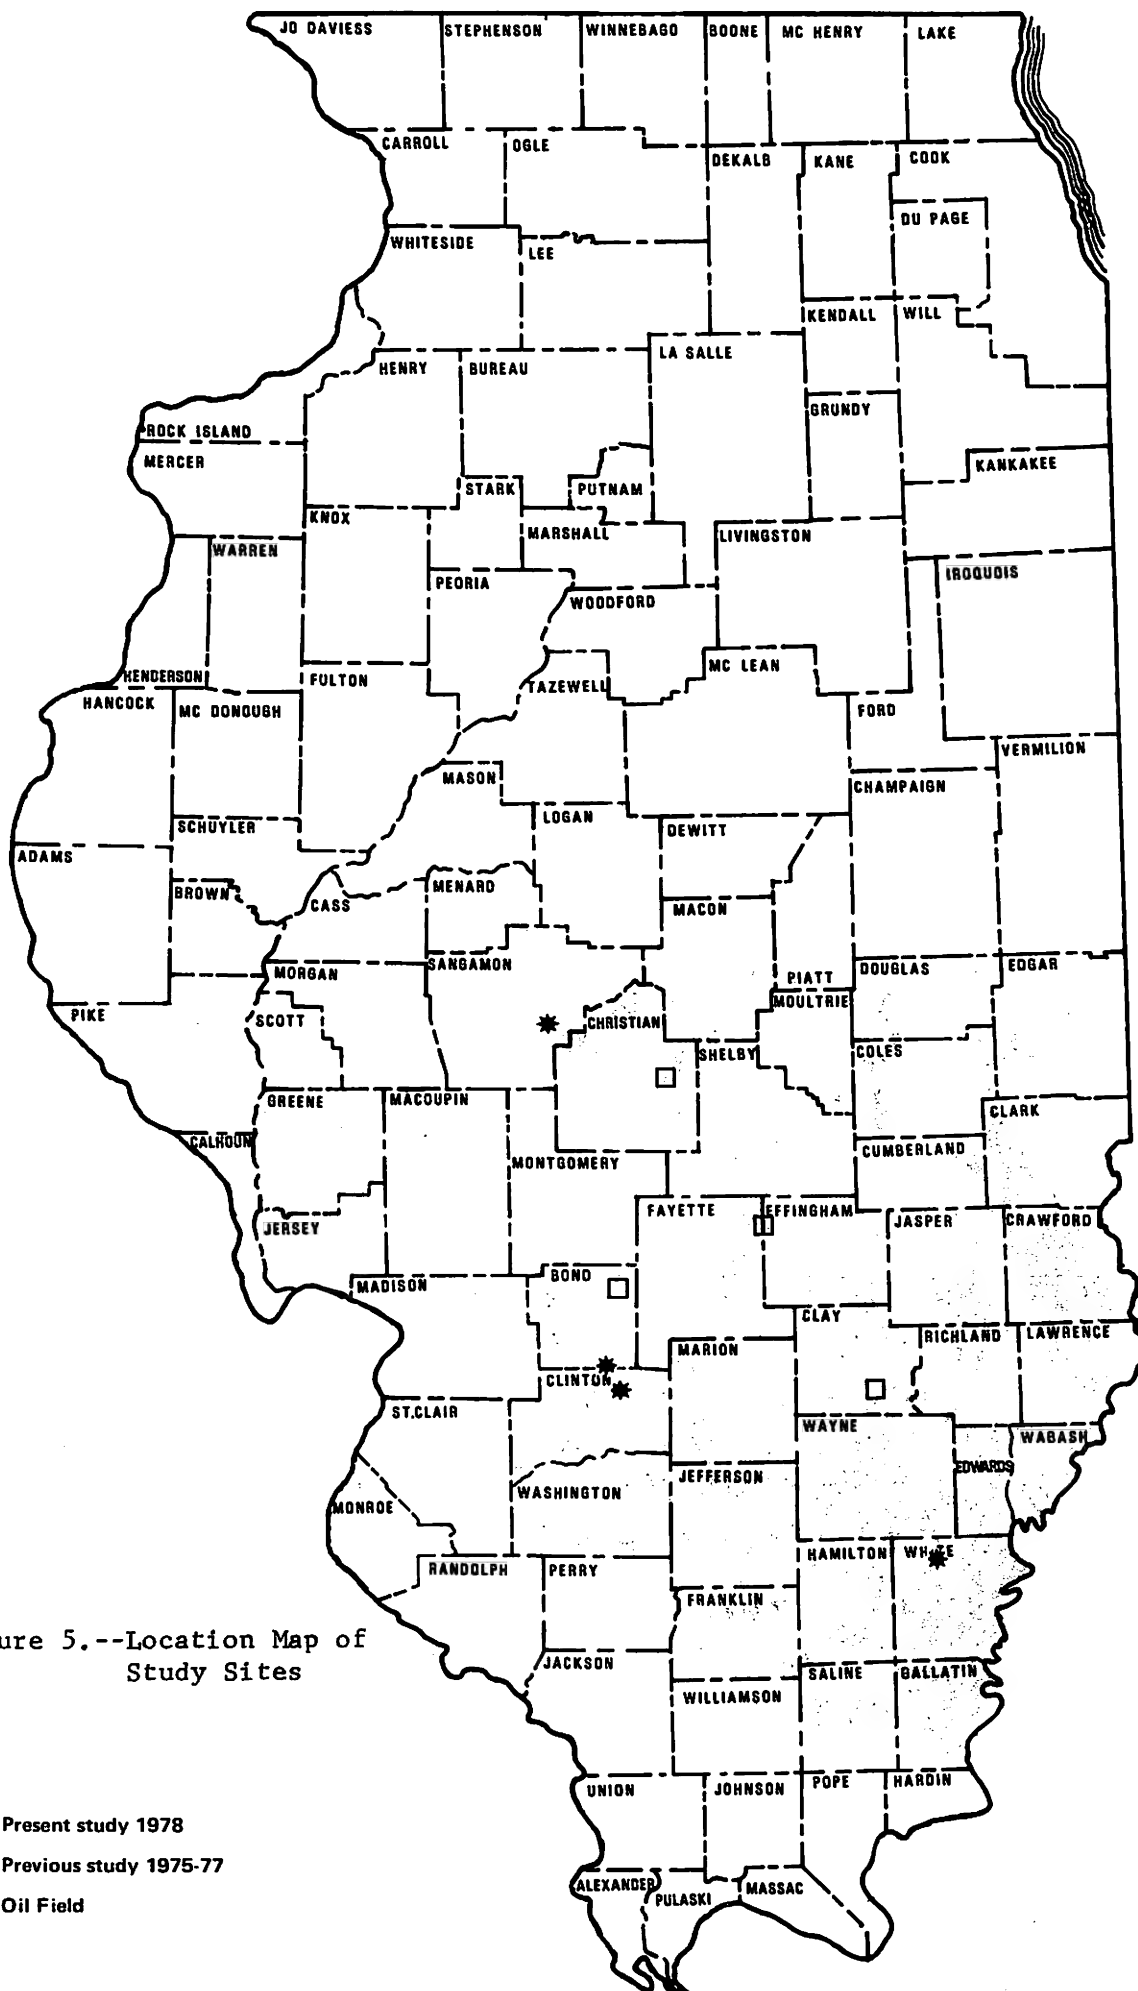 JO DAVIESS
STEPHENSON
WINNEBAGO
BOONE
MC HENRY
LAKE
CARROLL
OGLE
DEKALB
KANE
COOK
DU PAGE
WHITESIDE
LEE
KENDALL
WILL
LA SALLE
HENRY
BUREAU
GRUNDY
ROCK ISLAND
MERCER
KANKAKEE
STARK
PUTNAM
KNOX
MARSHALL
LIVINGSTON
WARREN
PEORIA
IROQUOIS
WOODFORD
HENDERSON
FULTON
TAZEWELL
MC LEAN
HANCOCK
MC DONOUGH
FORD
VERMILION
MASON
CHAMPAIGN
LOGAN
SCHUYLER
DEWITT
ADAMS
BROWN
CASS
MENARD
MACON
MORGAN
SANGAMON
PIATT
DOUGLAS
EDGAR
PIKE
SCOTT
CHRISTIAN
MOULTRIE
SHELBY
COLES
GREENE
MACOUPIN
CLARK
CALHOUN
MONTGOMERY
CUMBERLAND
JERSEY
FAYETTE
EFFINGHAM
JASPER
CRAWFORD
MADISON
BOND
CLAY
RICHLAND
LAWRENCE
MARION
CLINTON
ST.CLAIR
WAYNE
WABASH
EDWARDS
JEFFERSON
WASHINGTON
MONROE
HAMILTON
WHITE
RANDOLPH
PERRY
FRANKLIN
JACKSON
SALINE
GALLATIN
WILLIAMSON
UNION
JOHNSON
POPE
HARDIN
ALEXANDER
PULASKI
MASSAC
ure 5.--Location Map of
Study Sites
Present study 1978
Previous study 1975-77
Oil Field